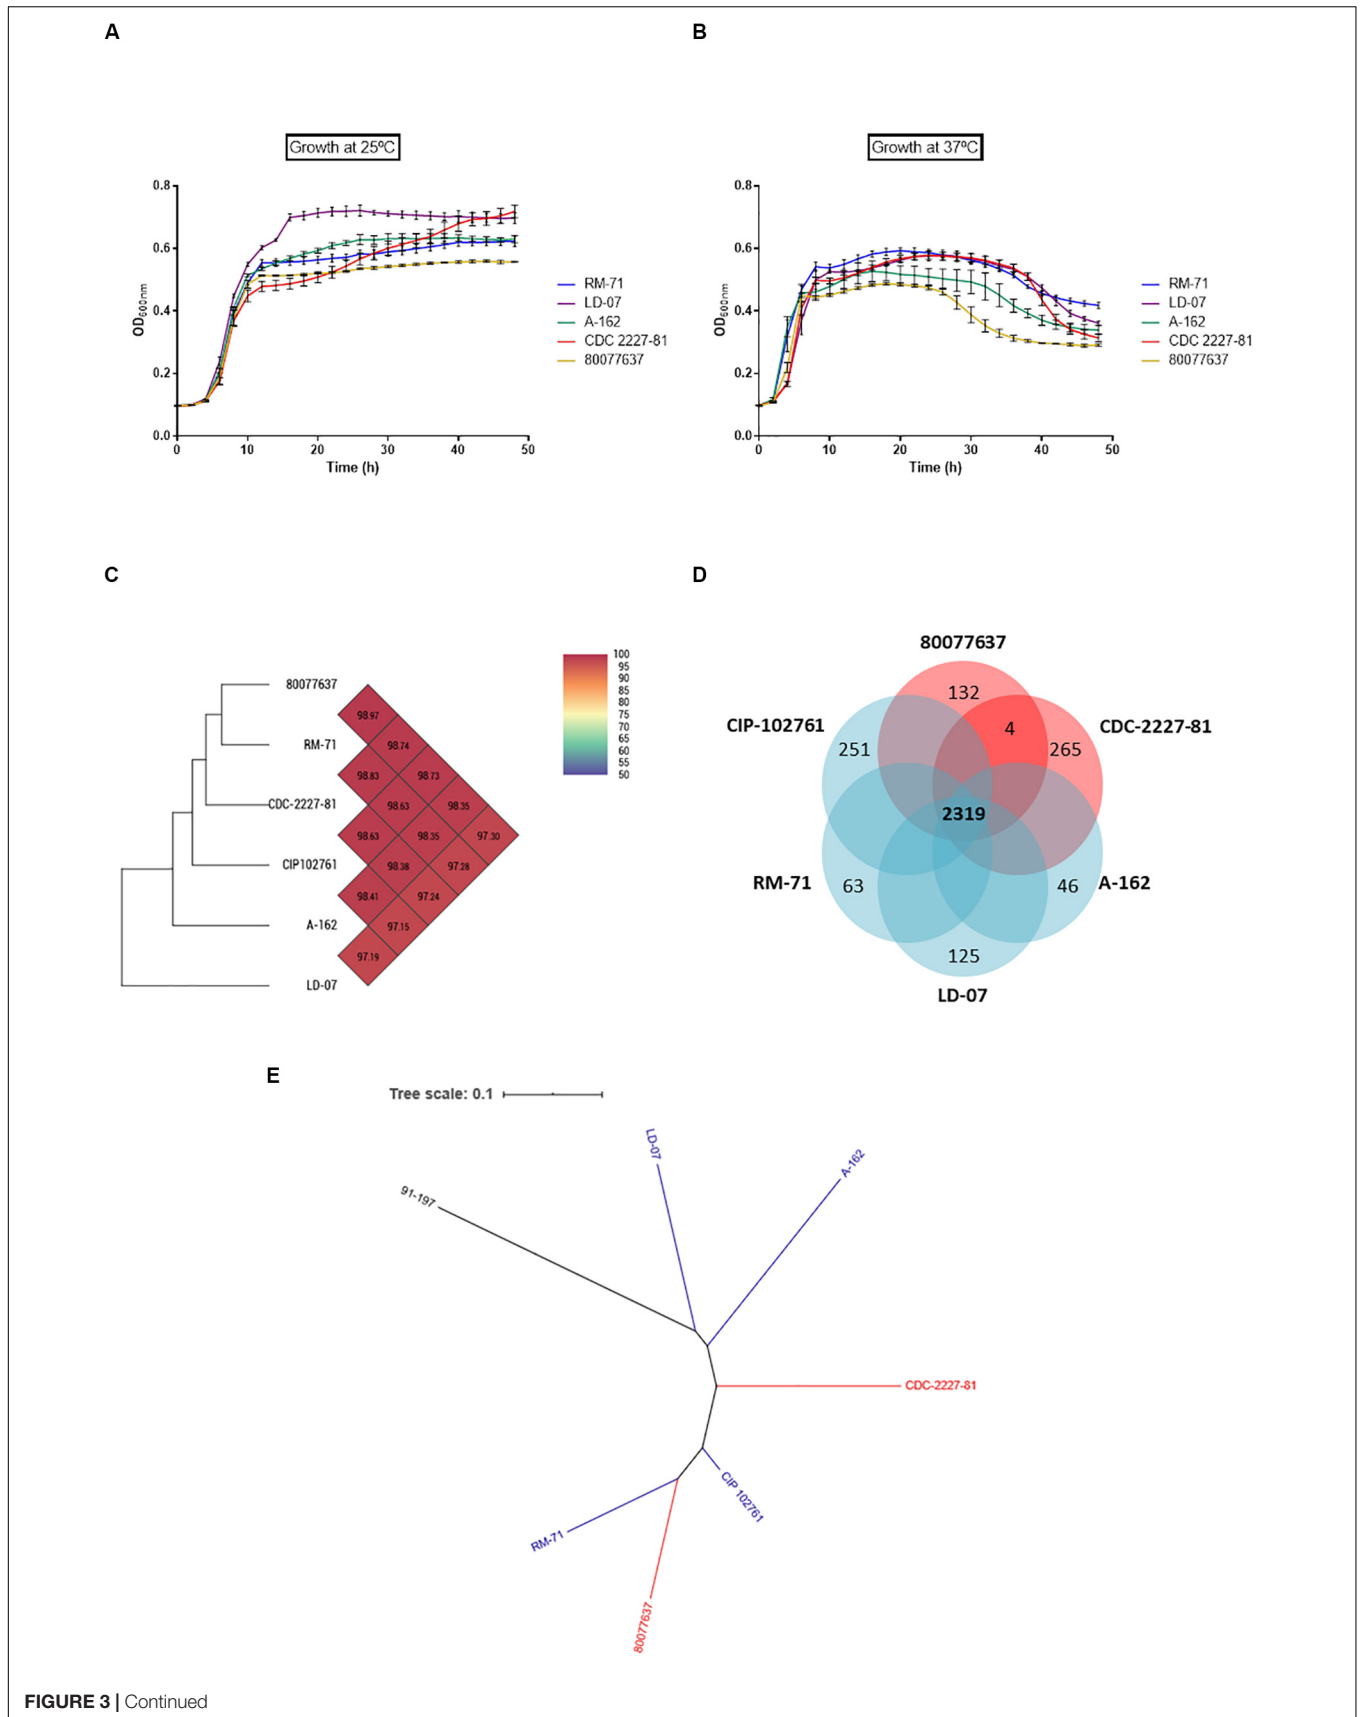 A
B
Growth at 25ºC
0.8
0.6
0.4
0.2
0.0
OD600nm
0 10 20 30 40 50
Time (h)
RM-71
LD-07
A-162
CDC 2227-81
80077637
Growth at 37ºC
0.8
0.6
0.4
0.2
0.0
OD600nm
0 10 20 30 40 50
Time (h)
RM-71
LD-07
A-162
CDC 2227-81
80077637
C
80077637
RM-71
CDC-2227-81
CIP102761
A-162
LD-07
98.97
98.74
98.83
98.73
98.63
98.35
98.63
98.35
97.30
98.38
97.28
98.41
97.24
97.15
97.19
100
95
90
85
80
75
70
65
60
55
50
D
80077637
CIP-102761
CDC-2227-81
RM-71
A-162
LD-07
132
4
251
265
2319
63
46
125
E
Tree scale: 0.1
LD-07
A-162
91-197
CDC-2227-81
CIP 102761
RM-71
80077637
FIGURE 3 | Continued